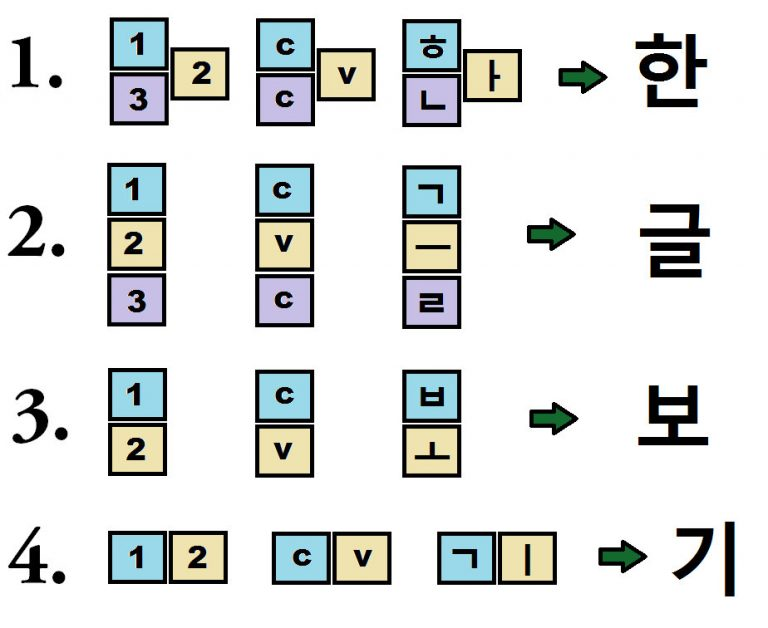 1. 1 2 3 c v c ㅎ ㅏ ㄴ 한
2. 1 2 3 c v c ㄱ ㅡ ㄹ 글
3. 1 2 c v ㅂ ㅗ 보
4. 1 2 c v ㄱ ㅣ 기